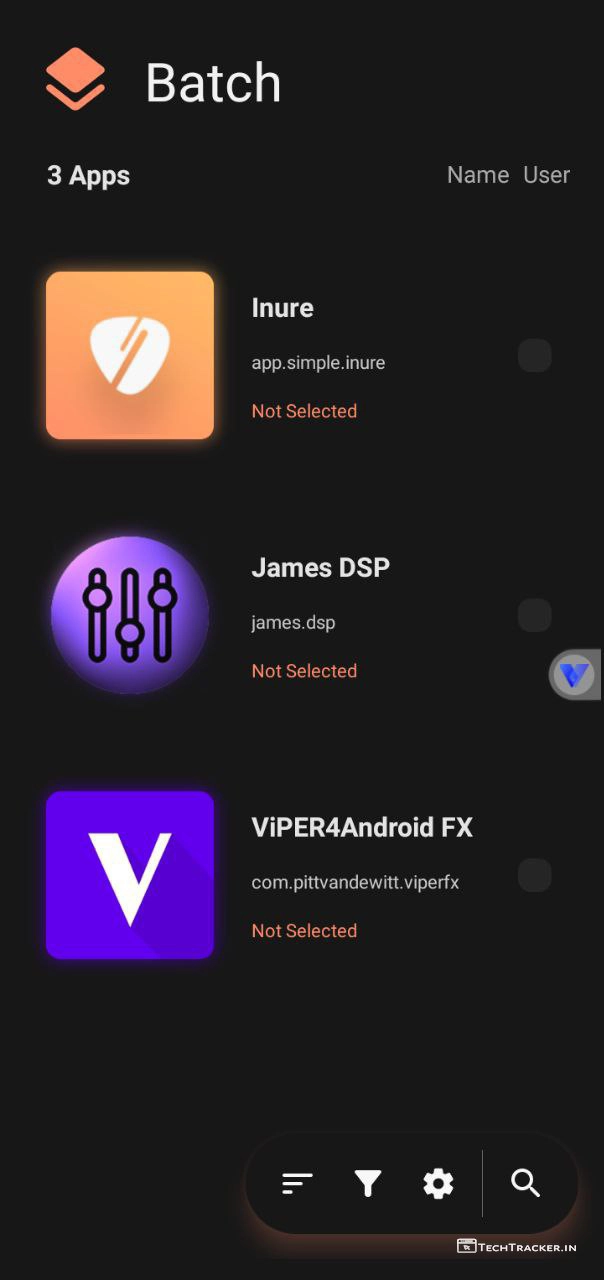 Batch
3 Apps
Name User
Inure
app.simple.inure
Not Selected
James DSP
james.dsp
Not Selected
ViPER4Android FX
com.pittvandewitt.viperfx
Not Selected
TechTracker.in